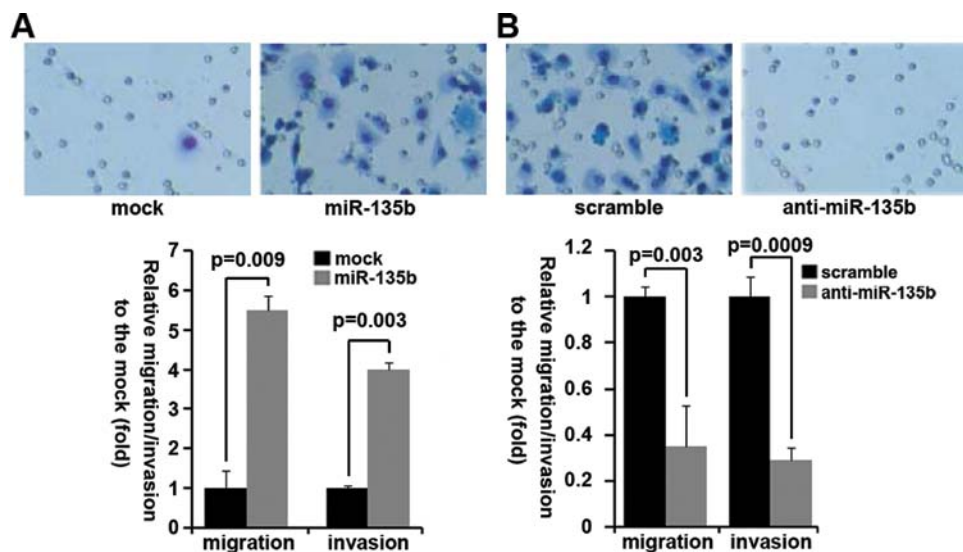 A
mock
miR-135b
Relative migration/invasion
to the mock (fold)
7
6
5
4
3
2
1
0
p=0.009
p=0.003
mock
miR-135b
migration
invasion
B
scramble
anti-miR-135b
Relative migration/invasion
to the mock (fold)
1.2
1
0.8
0.6
0.4
0.2
0
p=0.003
p=0.0009
scramble
anti-miR-135b
migration
invasion